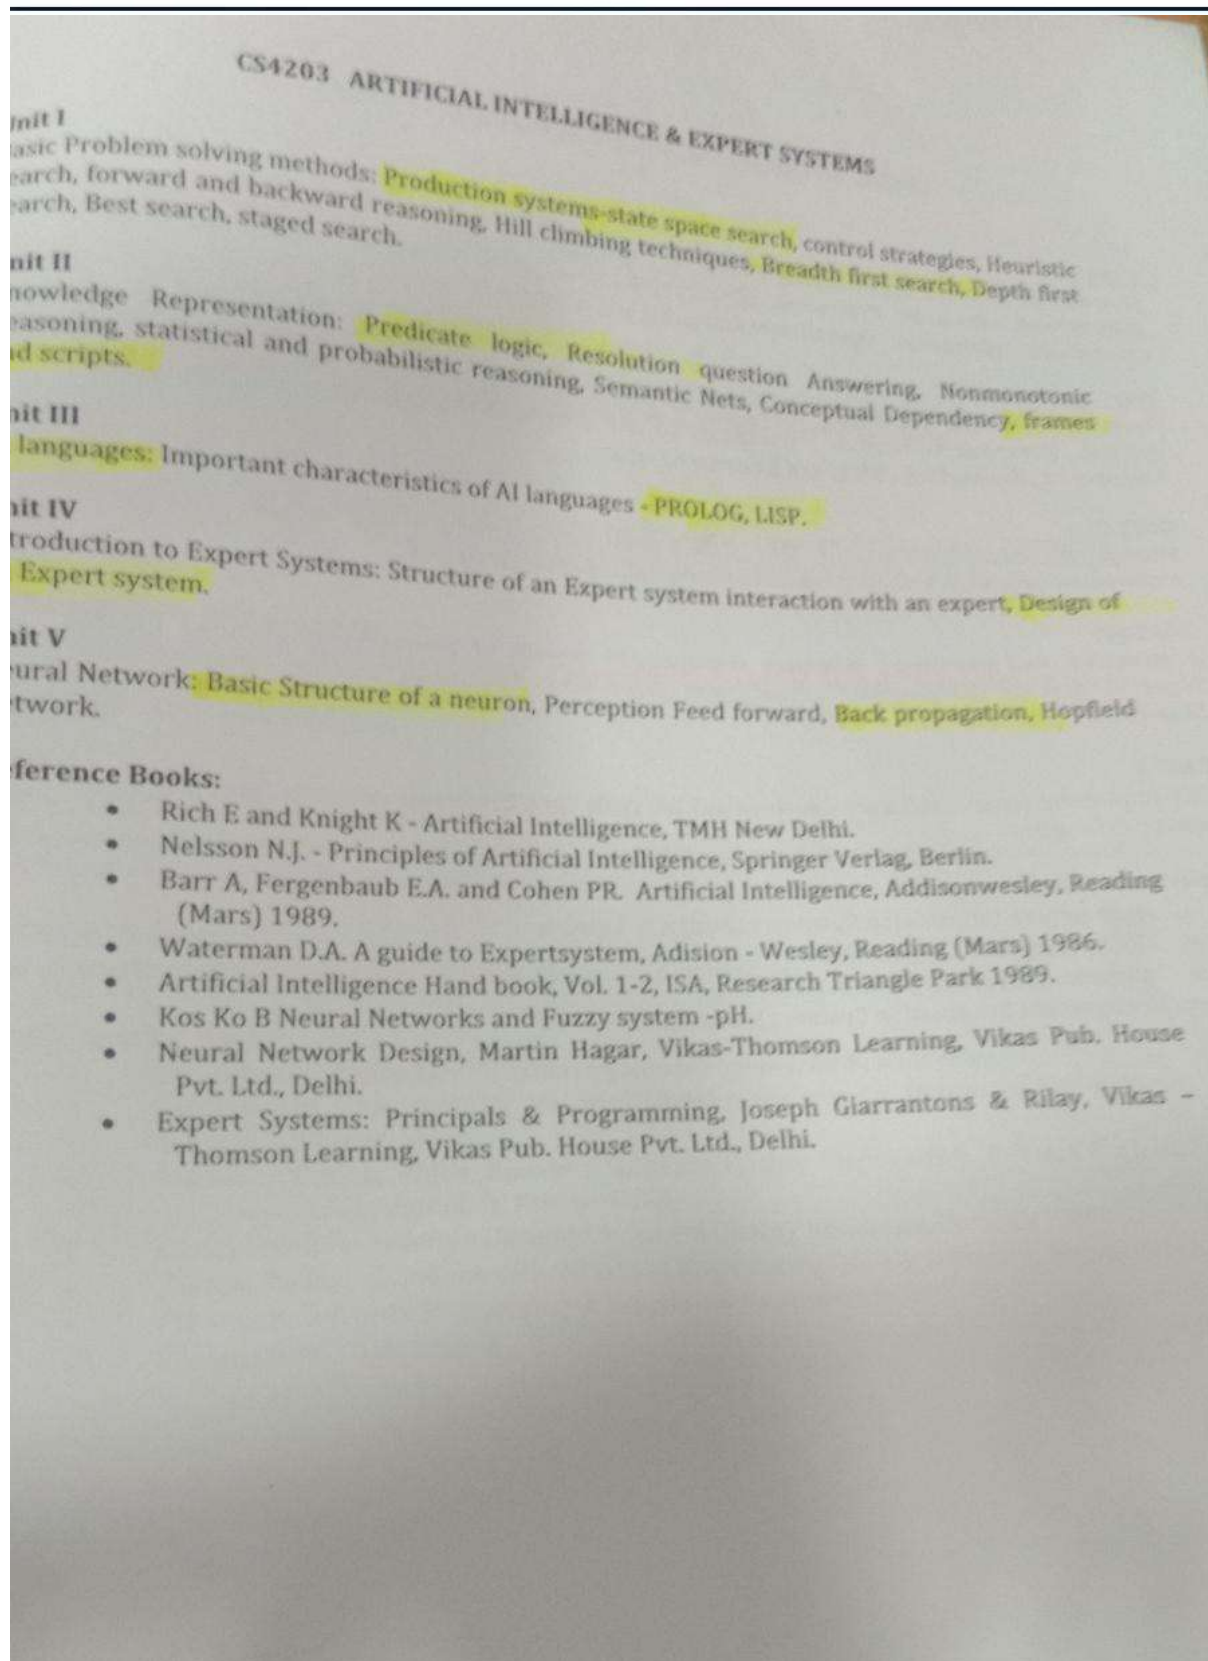 CS4203 ARTIFICIAL INTELLIGENCE & EXPERT SYSTEMS
nit I
asic Problem solving methods: Production systems-state space search, control strategies, Heuristic
earch, forward and backward reasoning, Hill climbing techniques, Breadth first search, Depth first
earch, Best search, staged search.
nit II
nowledge Representation: Predicate logic, Resolution question Answering, Nonmonotonic
easoning, statistical and probabilistic reasoning, Semantic Nets, Conceptual Dependency, frames
d scripts.
nit III
languages: Important characteristics of AI languages - PROLOG, LISP.
nit IV
troduction to Expert Systems: Structure of an Expert system interaction with an expert, Design of
Expert system.
nit V
ural Network: Basic Structure of a neuron, Perception Feed forward, Back propagation, Hopfield
twork.
ference Books:
• Rich E and Knight K - Artificial Intelligence, TMH New Delhi.
• Nelsson N.J. - Principles of Artificial Intelligence, Springer Verlag, Berlin.
• Barr A, Fergenbaub E.A. and Cohen PR. Artificial Intelligence, Addisonwesley, Reading
(Mars) 1989.
• Waterman D.A. A guide to Expertsystem, Adision - Wesley, Reading (Mars) 1986.
• Artificial Intelligence Hand book, Vol. 1-2, ISA, Research Triangle Park 1989.
• Kos Ko B Neural Networks and Fuzzy system -pH.
• Neural Network Design, Martin Hagar, Vikas-Thomson Learning, Vikas Pub. House
Pvt. Ltd., Delhi.
• Expert Systems: Principals & Programming, Joseph Giarrantons & Rilay, Vikas –
Thomson Learning, Vikas Pub. House Pvt. Ltd., Delhi.